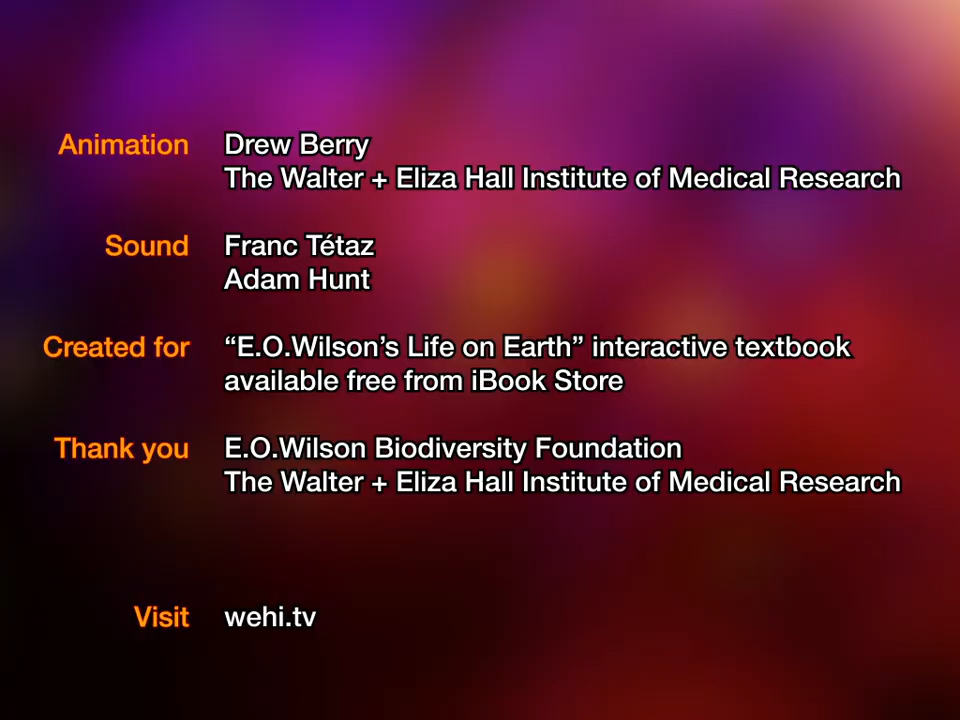 Animation Drew Berry
The Walter + Eliza Hall Institute of Medical Research
Sound Franc Tétaz
Adam Hunt
Created for “E.O.Wilson’s Life on Earth” interactive textbook
available free from iBook Store
Thank you E.O.Wilson Biodiversity Foundation
The Walter + Eliza Hall Institute of Medical Research
Visit wehi.tv